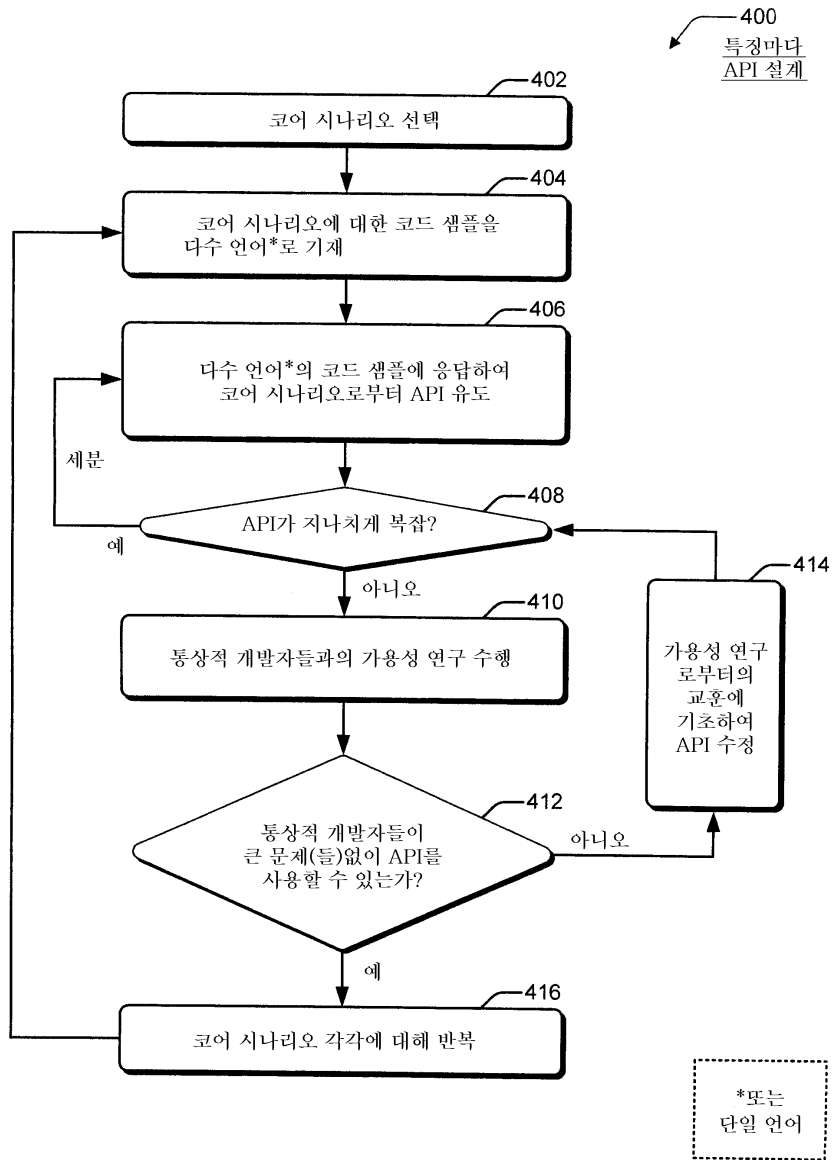 400
특징마다
API 설계
402
코어 시나리오 선택
404
코어 시나리오에 대한 코드 샘플을
다수 언어*로 기재
406
다수 언어*의 코드 샘플에 응답하여
코어 시나리오로부터 API 유도
세분
408
API가 지나치게 복잡?
예
아니오
410
통상적 개발자들과의 가용성 연구 수행
414
가용성 연구
로부터의
교훈에
기초하여
API 수정
412
통상적 개발자들이
큰 문제(들)없이 API를
사용할 수 있는가?
아니오
예
416
코어 시나리오 각각에 대해 반복
*또는
단일 언어